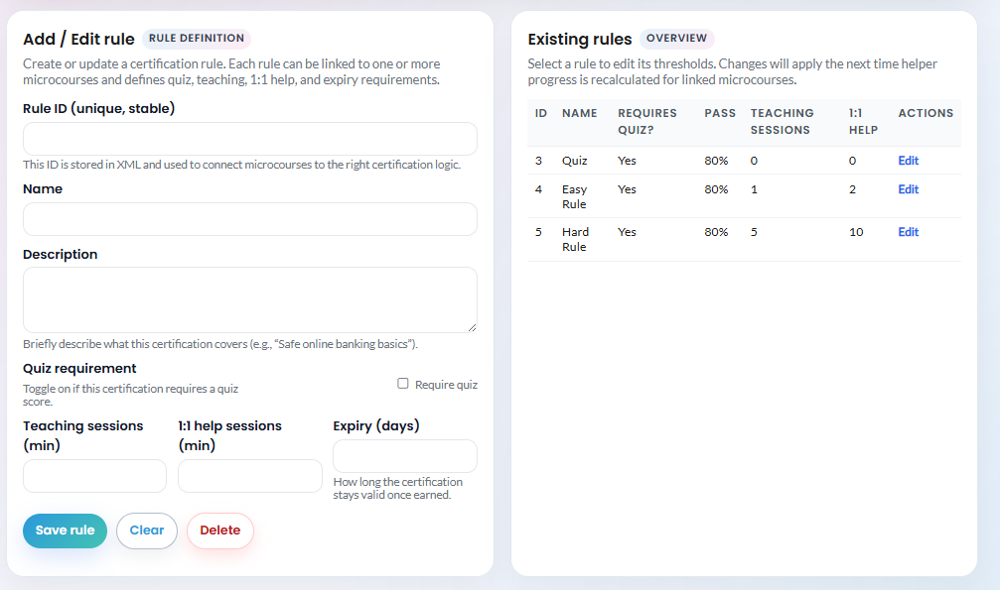 Add / Edit rule RULE DEFINITION
Create or update a certification rule. Each rule can be linked to one or more
microcourses and defines quiz, teaching, 1:1 help, and expiry requirements.
Rule ID (unique, stable)
This ID is stored in XML and used to connect microcourses to the right certification logic.
Name
Description
Briefly describe what this certification covers (e.g., “Safe online banking basics”).
Quiz requirement
Toggle on if this certification requires a quiz
score.
Require quiz
Teaching sessions
(min)
1:1 help sessions
(min)
Expiry (days)
How long the certification
stays valid once earned.
Save rule Clear Delete
Existing rules OVERVIEW
Select a rule to edit its thresholds. Changes will apply the next time helper
progress is recalculated for linked microcourses.
ID NAME REQUIRES QUIZ? PASS TEACHING SESSIONS 1:1 HELP ACTIONS
3 Quiz Yes 80% 0 0 Edit
4 Easy Rule Yes 80% 1 2 Edit
5 Hard Rule Yes 80% 5 10 Edit